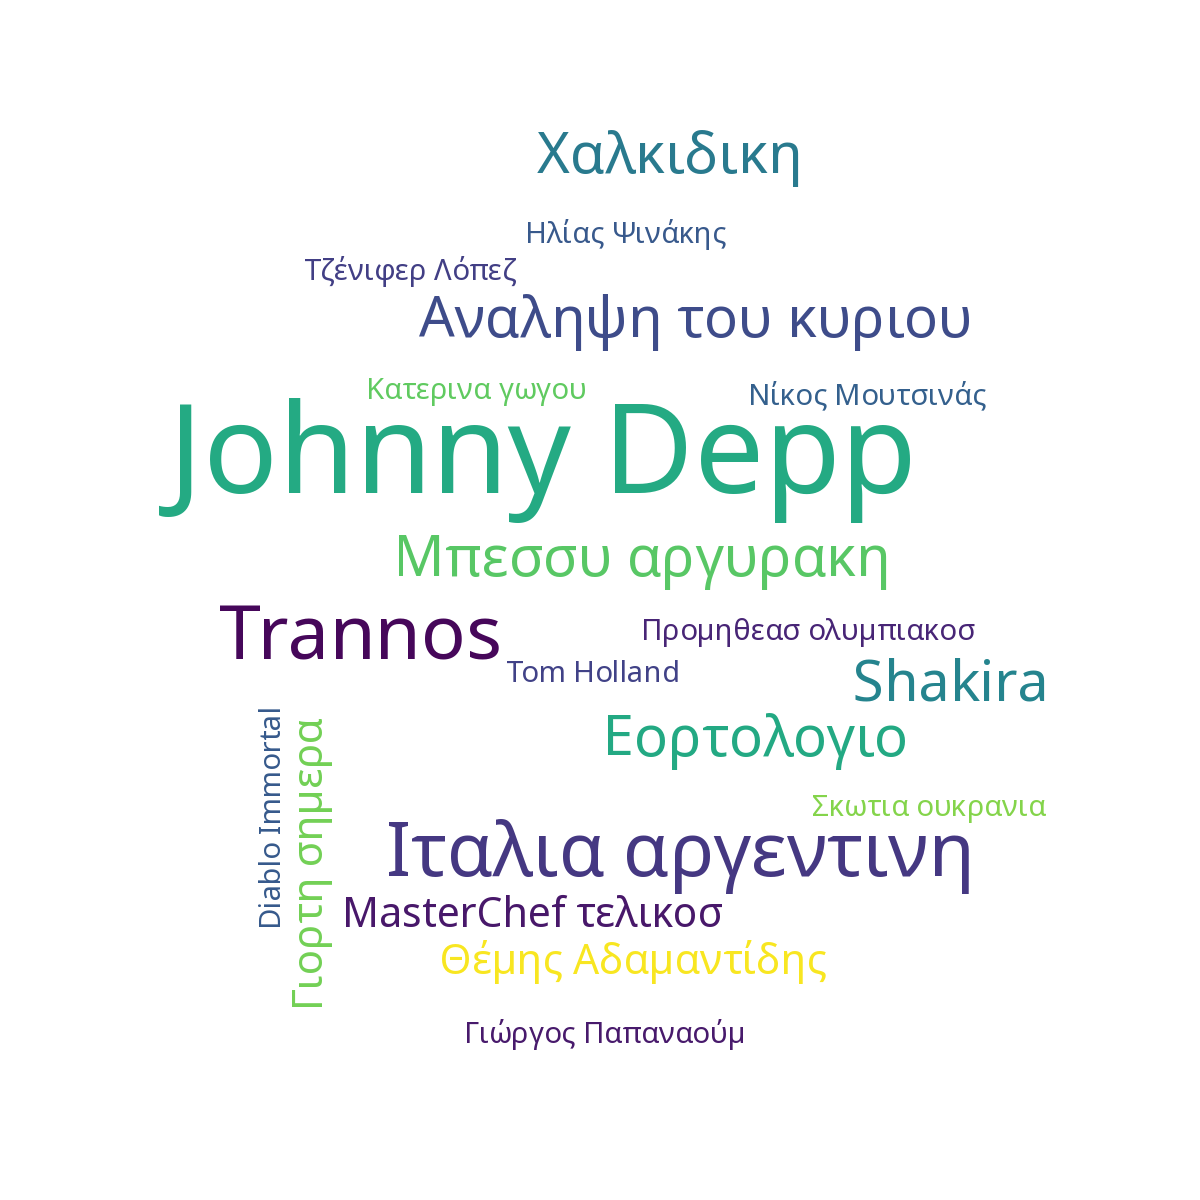 Χαλκιδικη
Ηλίας Ψινάκης
Τζένιφερ Λόπεζ
Αναληψη του κυριου
Κατερινα γωγου
Νίκος Μουτσινάς
Johnny Depp
Μπεσσυ αργυρακη
Trannos
Προμηθεασ ολυμπιακοσ
Tom Holland
Shakira
Εορτολογιο
Diablo Immortal
Γιορτη σημερα
Σκωτια ουκρανια
Ιταλια αργεντινη
MasterChef τελικοσ
Θέμης Αδαμαντίδης
Γιώργος Παπαναούμ